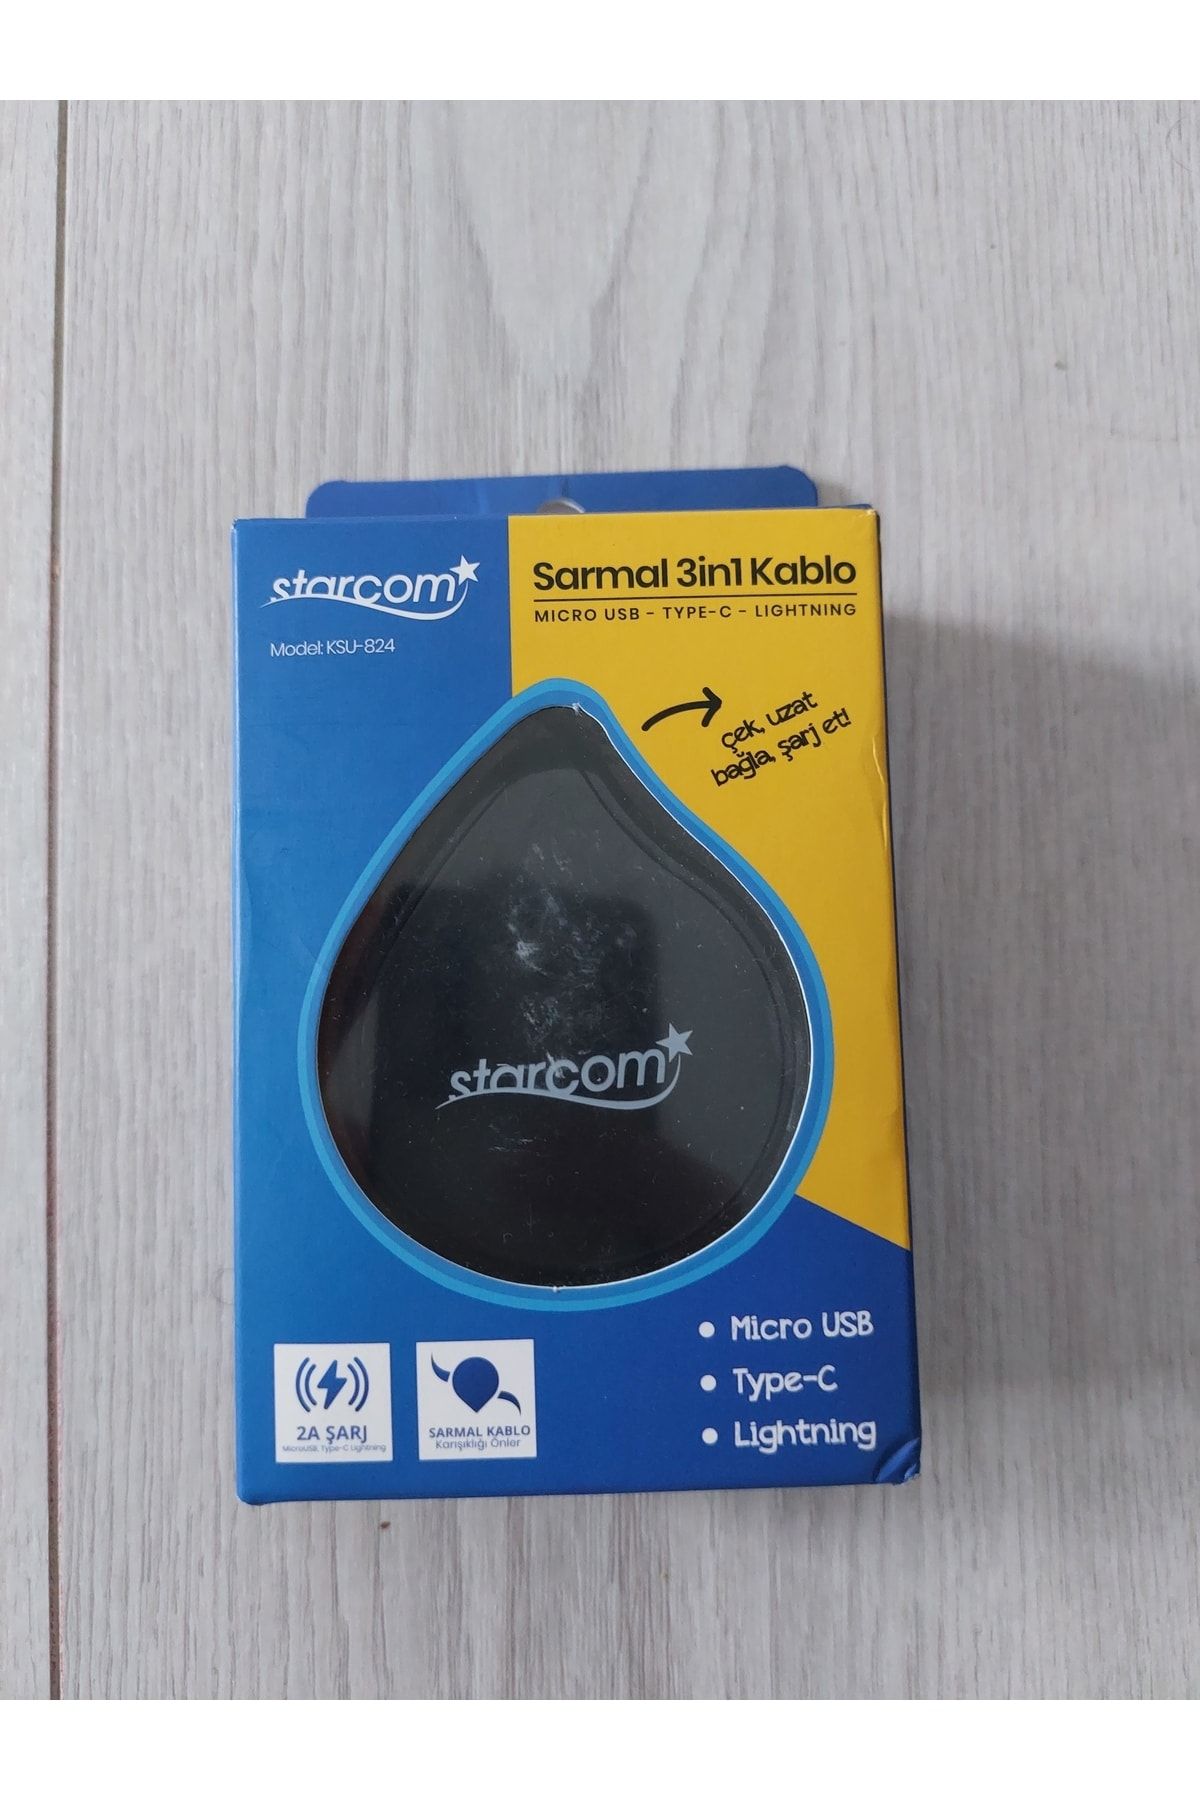 starcom
Model: KSU-824
Sarmal 3in1 Kablo
MICRO USB - TYPE-C - LIGHTNING
çek, uzat
bağla, şarj et!
starcom
2A ŞARJ
MicroUSB, Type-C Lightning
SARMAL KABLO
Karışıklığı Önler
• Micro USB
• Type-C
• Lightning